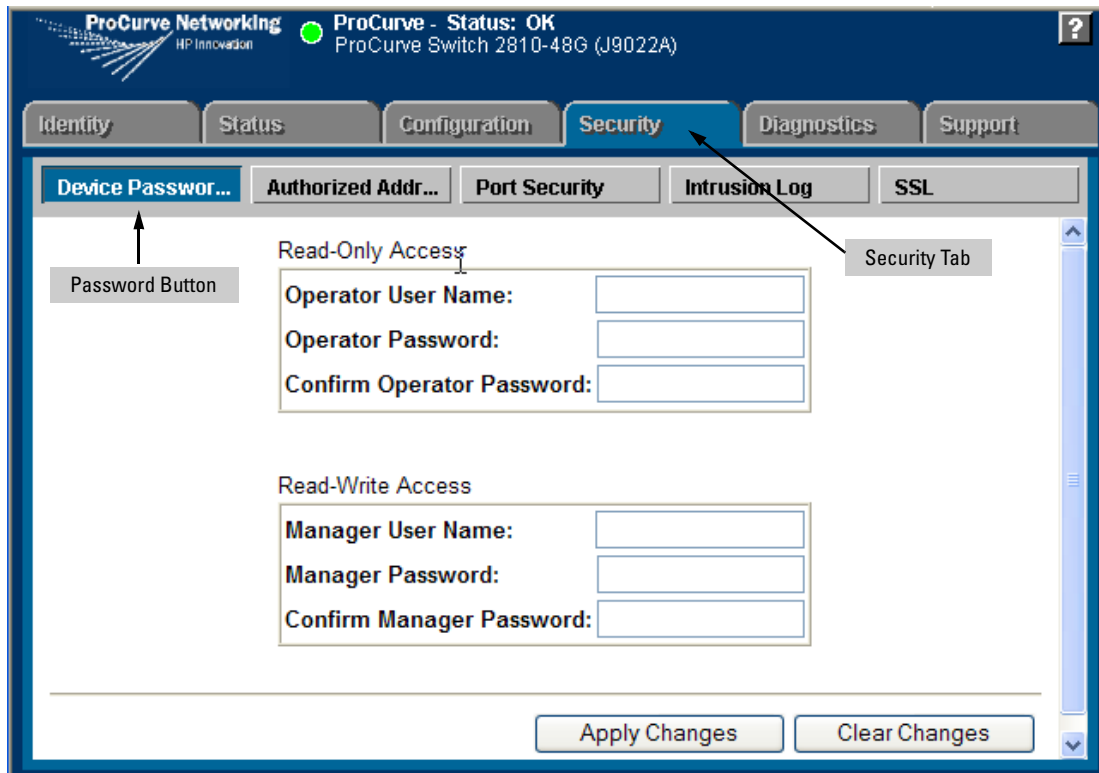 ProCurve Networking
HP Innovation
ProCurve - Status: OK
ProCurve Switch 2810-48G (J9022A)
?
Identity
Status
Configuration
Security
Diagnostics
Support
Device Passwor...
Authorized Addr...
Port Security
Intrusion Log
SSL
Password Button
Security Tab
Read-Only Access
Operator User Name:
Operator Password:
Confirm Operator Password:
Read-Write Access
Manager User Name:
Manager Password:
Confirm Manager Password:
Apply Changes
Clear Changes